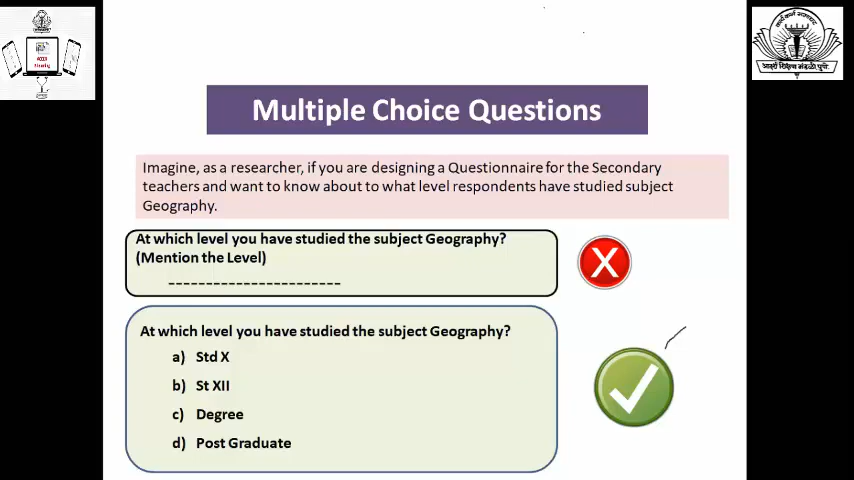 Multiple Choice Questions
Imagine, as a researcher, if you are designing a Questionnaire for the Secondary
teachers and want to know about to what level respondents have studied subject
Geography.
At which level you have studied the subject Geography?
(Mention the Level)
-----------------------
At which level you have studied the subject Geography?
a) Std X
b) St XII
c) Degree
d) Post Graduate